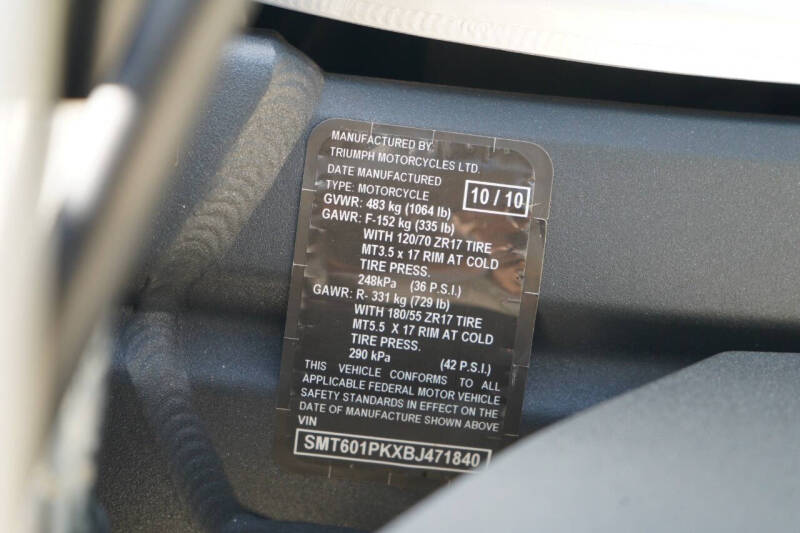 MANUFACTURED BY
TRIUMPH MOTORCYCLES LTD.
DATE MANUFACTURED
10 / 10
TYPE: MOTORCYCLE
GVWR: 483 kg (1064 lb)
GAWR: F-152 kg (335 lb)
WITH 120/70 ZR17 TIRE
MT3.5 x 17 RIM AT COLD
TIRE PRESS.
248kPa (36 P.S.I.)
GAWR: R- 331 kg (729 lb)
WITH 180/55 ZR17 TIRE
MT5.5 X 17 RIM AT COLD
TIRE PRESS.
290 kPa (42 P.S.I.)
THIS VEHICLE CONFORMS TO ALL
APPLICABLE FEDERAL MOTOR VEHICLE
SAFETY STANDARDS IN EFFECT ON THE
DATE OF MANUFACTURE SHOWN ABOVE
VIN
SMT601PKXBJ471840